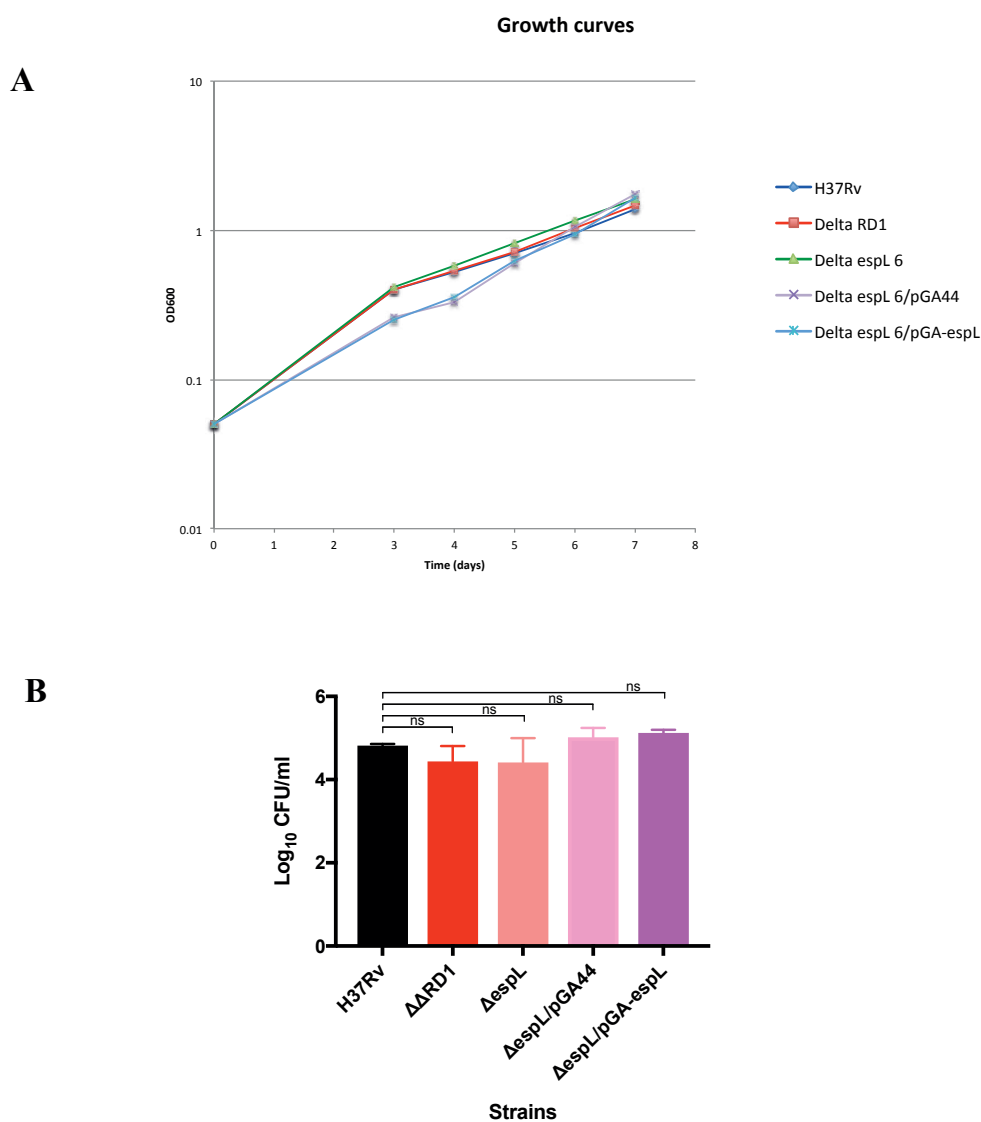 Growth curves
A
10
1
0.1
0.01
OD600
0 1 2 3 4 5 6 7 8
Time (days)
H37Rv
Delta RD1
Delta espL 6
Delta espL 6/pGA44
Delta espL 6/pGA-espL
B
6
4
2
0
Log10 CFU/ml
ns
ns
ns
ns
H37Rv
ΔΔRD1
ΔespL
ΔespL/pGA44
ΔespL/pGA-espL
Strains